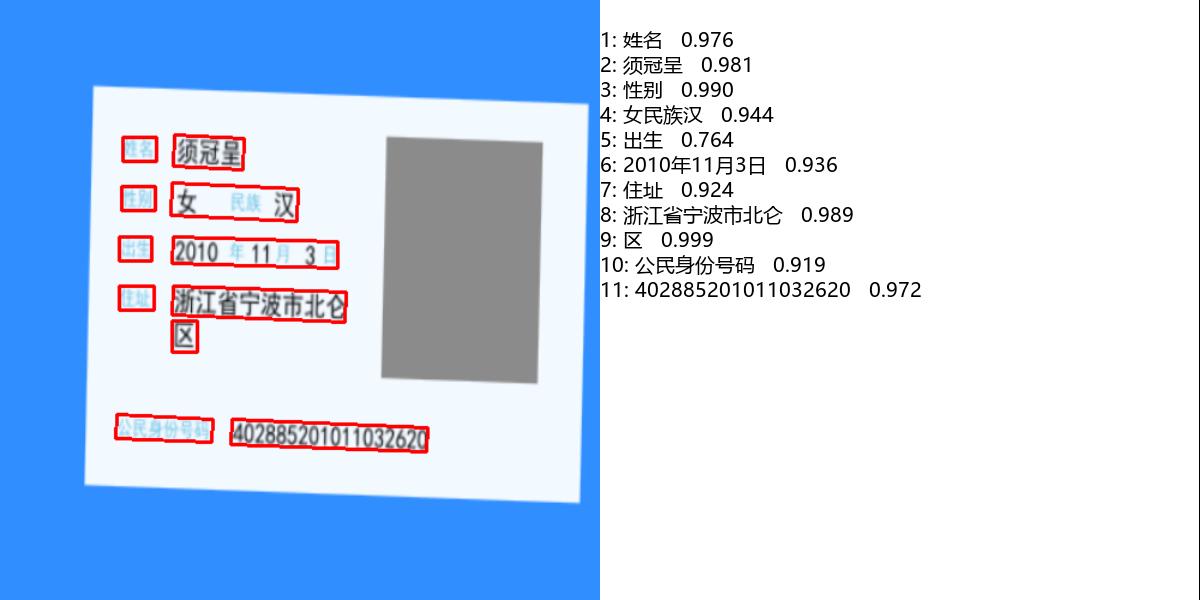 姓名 须冠呈
性别 女 民族 汉
出生 2010 年 11 月 3 日
住址 浙江省宁波市北仑
区
公民身份号码 402885201011032620
1: 姓名 0.976
2: 须冠呈 0.981
3: 性别 0.990
4: 女民族汉 0.944
5: 出生 0.764
6: 2010年11月3日 0.936
7: 住址 0.924
8: 浙江省宁波市北仑 0.989
9: 区 0.999
10: 公民身份号码 0.919
11: 402885201011032620 0.972